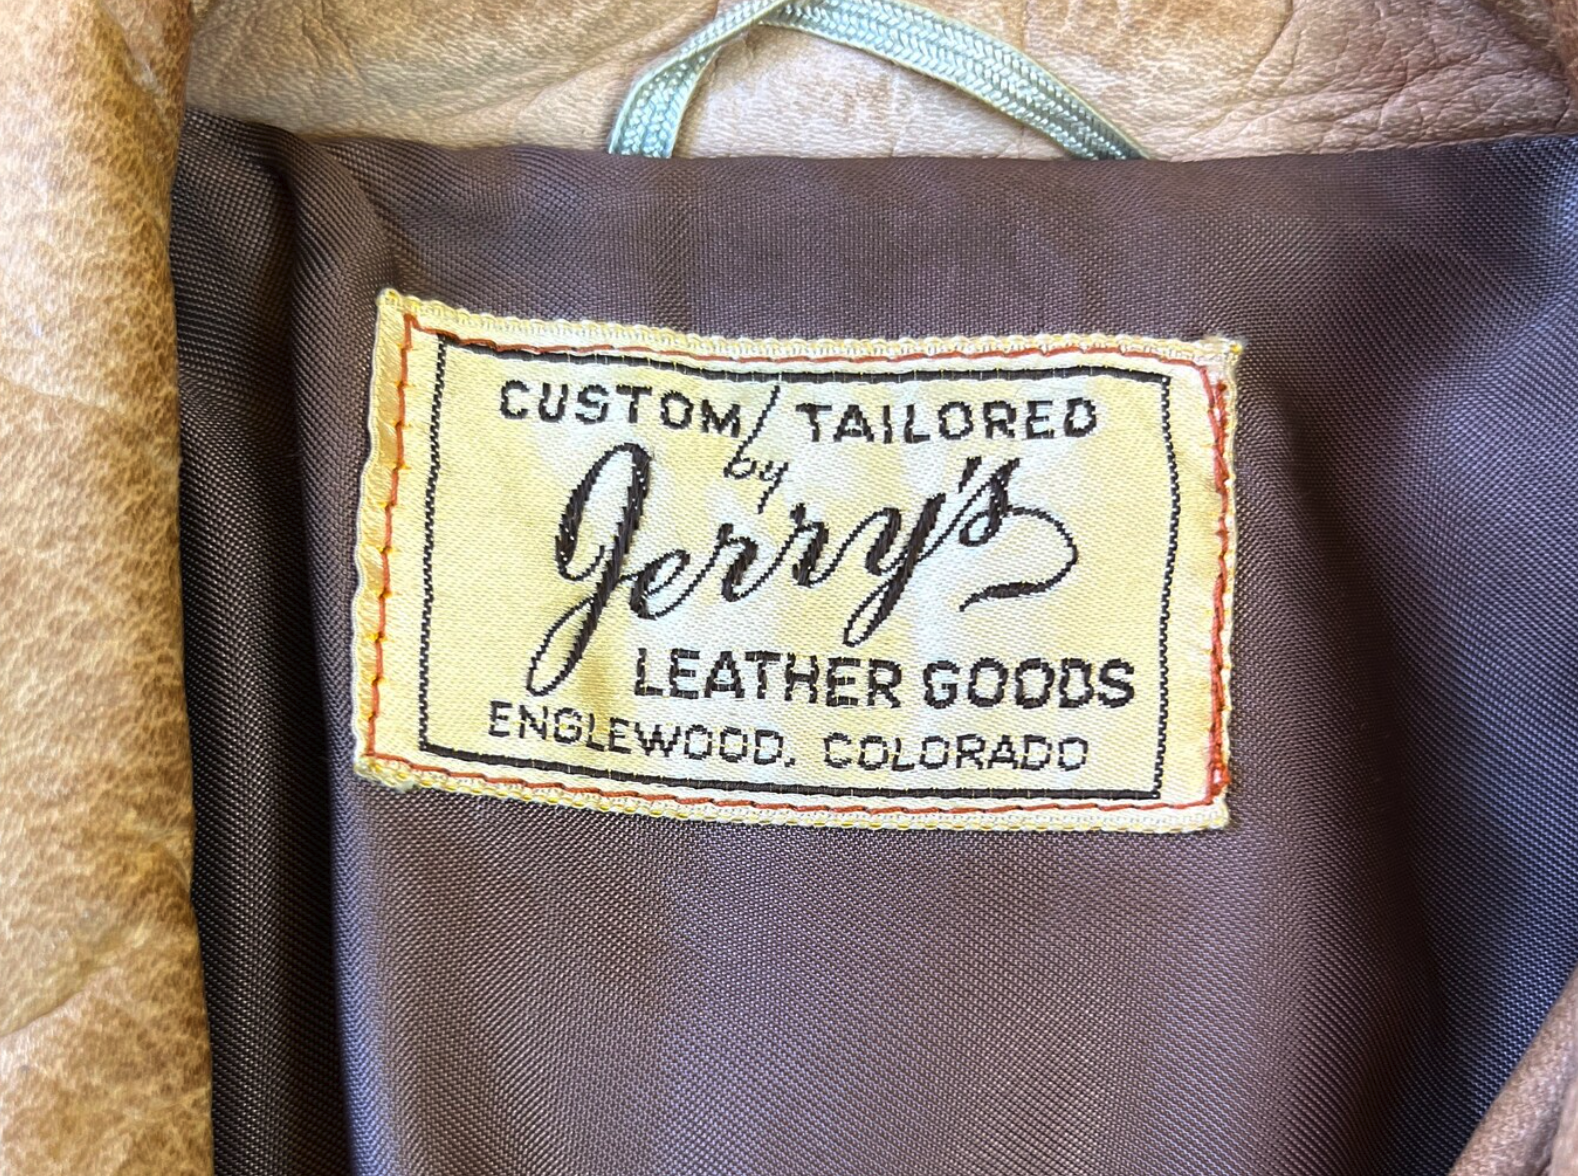 CUSTOM TAILORED
by
Jerry's
LEATHER GOODS
ENGLEWOOD, COLORADO